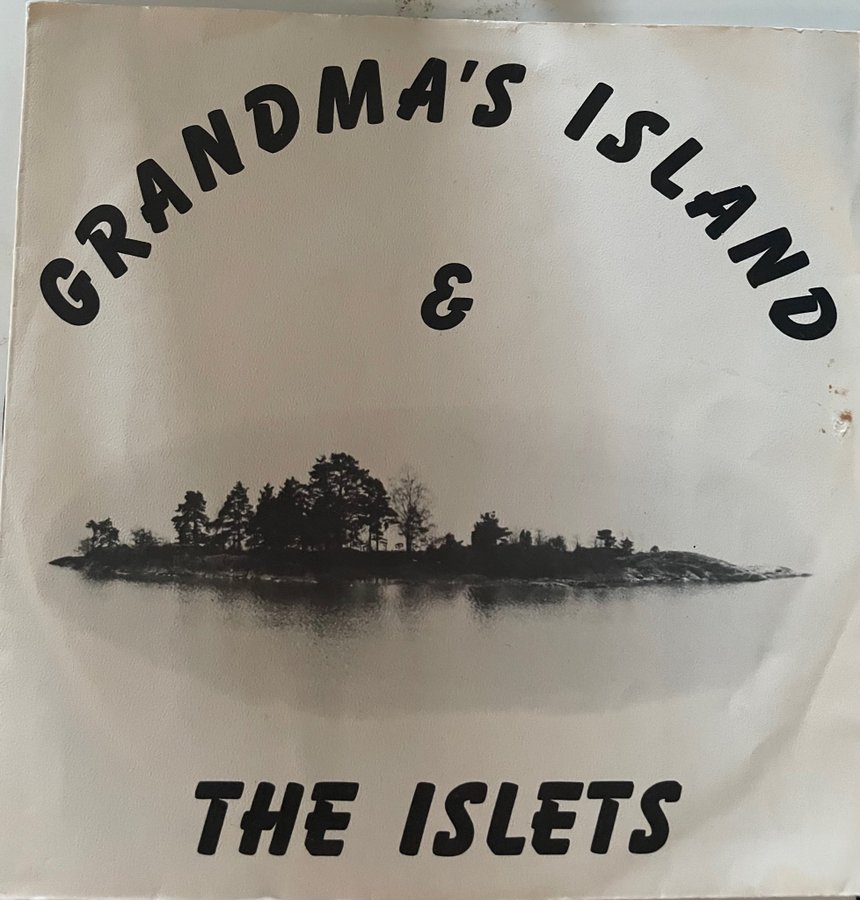 GRANDMA'S ISLAND
&
THE ISLETS